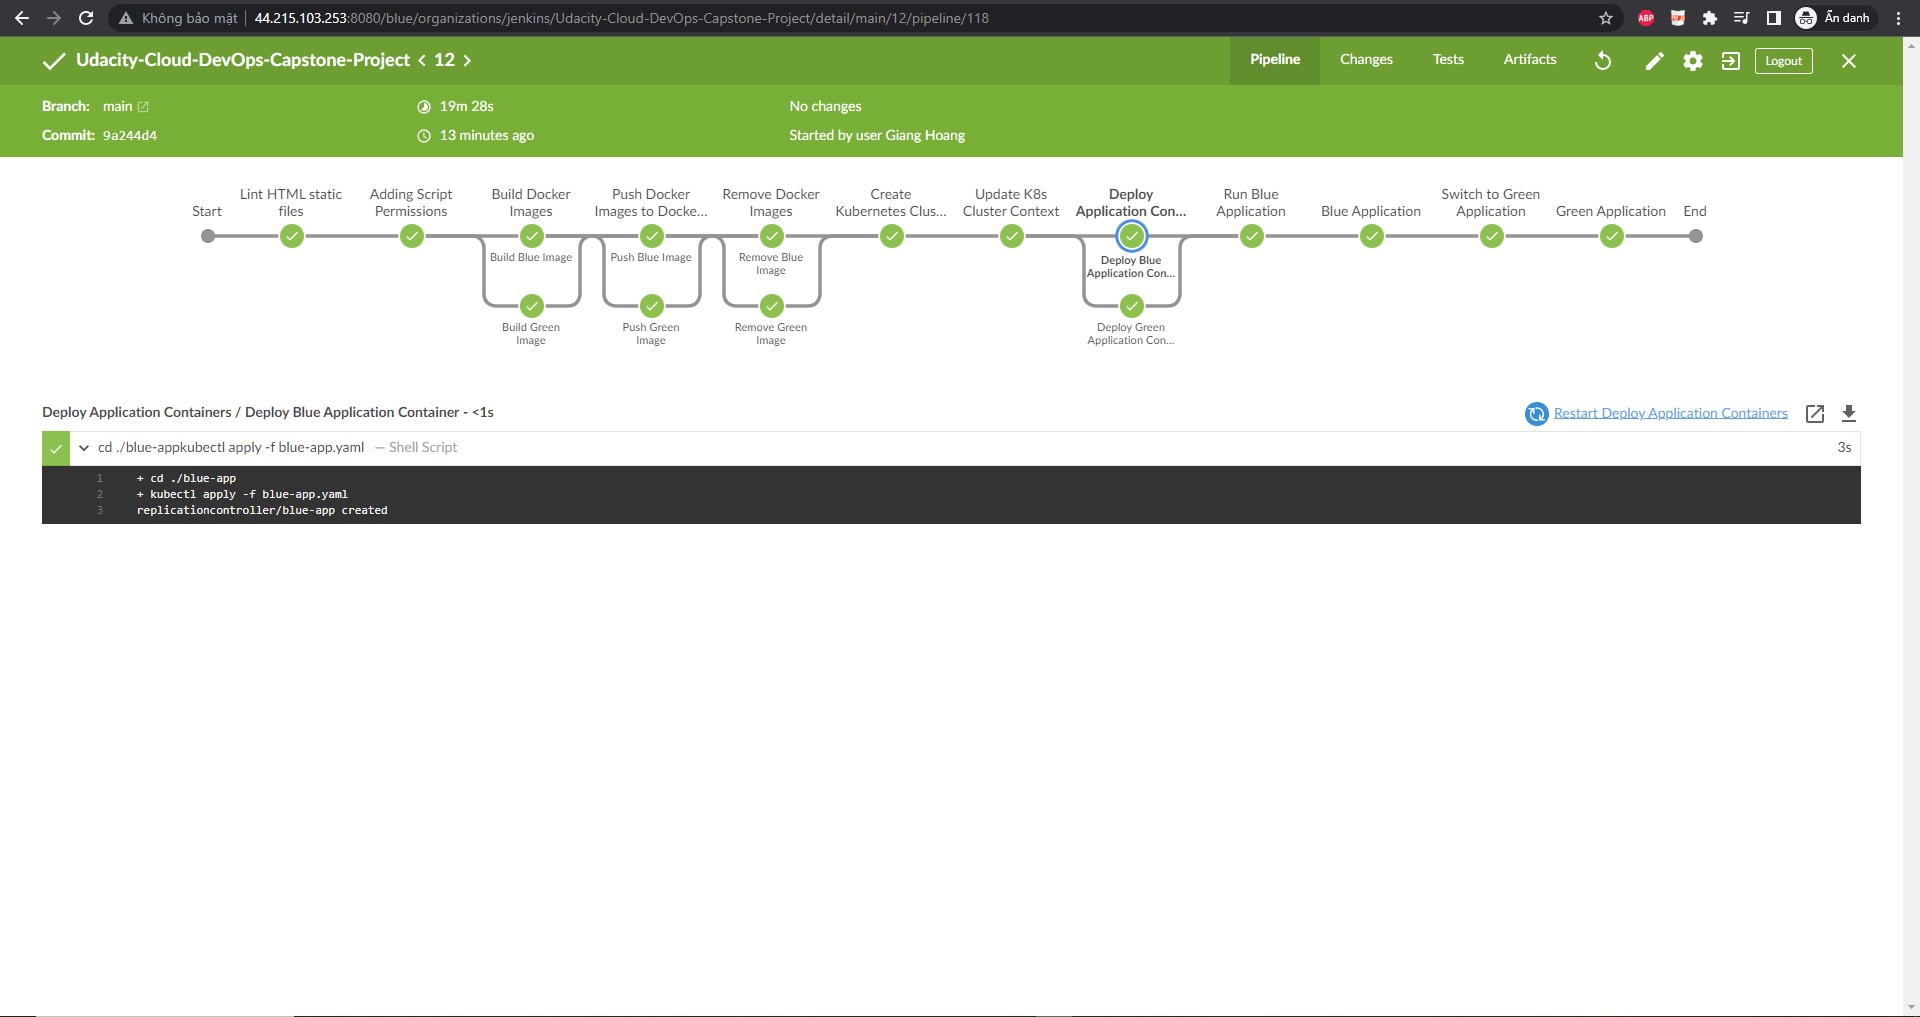 Không bảo mật
44.215.103.253:8080/blue/organizations/jenkins/Udacity-Cloud-DevOps-Capstone-Project/detail/main/12/pipeline/118
ABP
Ẩn danh
Udacity-Cloud-DevOps-Capstone-Project < 12 >
Pipeline
Changes
Tests
Artifacts
Logout
Branch: main
19m 28s
No changes
Commit: 9a244d4
13 minutes ago
Started by user Giang Hoang
Start
Lint HTML static
files
Adding Script
Permissions
Build Docker
Images
Push Docker
Images to Docke...
Remove Docker
Images
Create
Kubernetes Clus...
Update K8s
Cluster Context
Deploy
Application Con...
Run Blue
Application
Blue Application
Switch to Green
Application
Green Application
End
Build Blue Image
Push Blue Image
Remove Blue
Image
Deploy Blue
Application Con...
Build Green
Image
Push Green
Image
Remove Green
Image
Deploy Green
Application Con...
Deploy Application Containers / Deploy Blue Application Container - <1s
Restart Deploy Application Containers
cd ./blue-appkubectl apply -f blue-app.yaml — Shell Script
3s
1 + cd ./blue-app
2 + kubectl apply -f blue-app.yaml
3 replicationcontroller/blue-app created